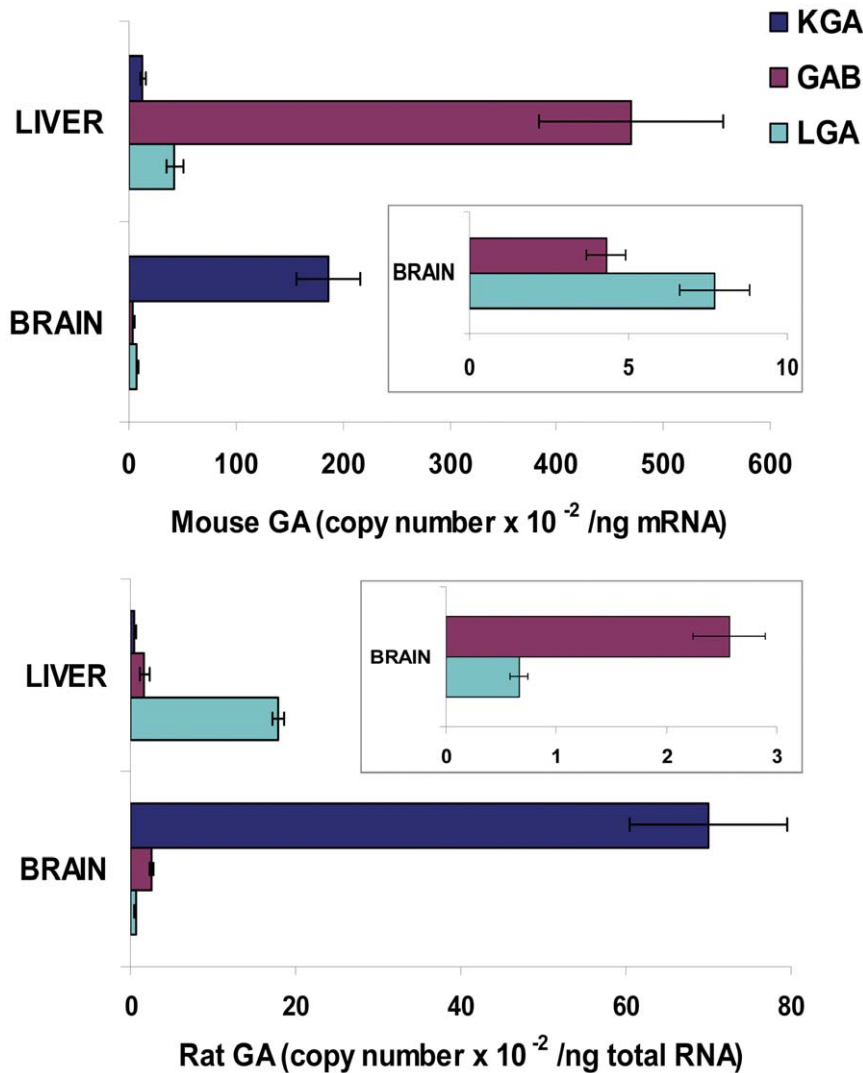 KGA
GAB
LGA
LIVER
BRAIN
BRAIN
0 5 10
0 100 200 300 400 500 600
Mouse GA (copy number x 10 -2 /ng mRNA)
LIVER
BRAIN
BRAIN
0 1 2 3
0 20 40 60 80
Rat GA (copy number x 10 -2 /ng total RNA)